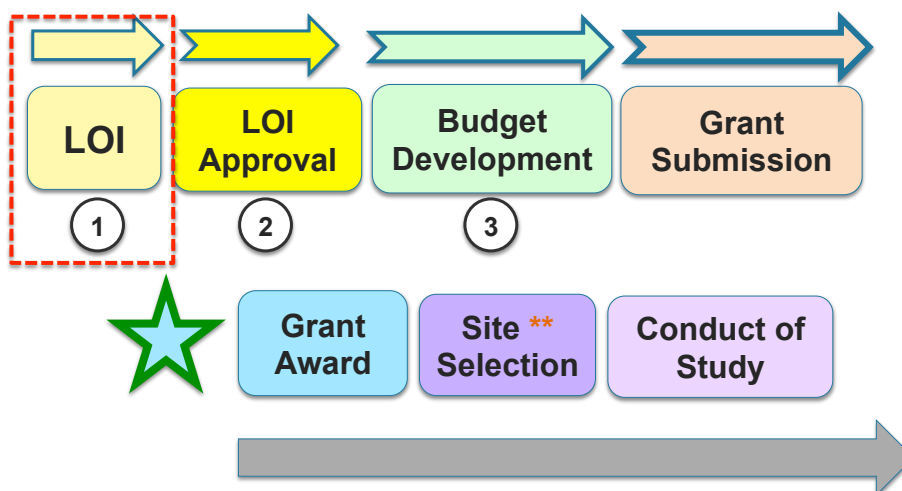 LOI
LOI
Approval
Budget
Development
Grant
Submission
1
2
3
Grant
Award
Site **
Selection
Conduct of
Study